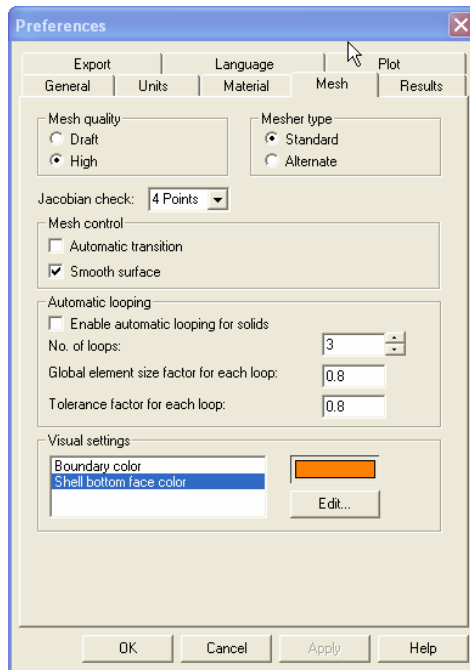 Preferences
Export Language Plot
General Units Material Mesh Results
Mesh quality Mesher type
Draft Standard
High Alternate
Jacobian check: 4 Points
Mesh control
Automatic transition
Smooth surface
Automatic looping
Enable automatic looping for solids
No. of loops: 3
Global element size factor for each loop: 0.8
Tolerance factor for each loop: 0.8
Visual settings
Boundary color
Shell bottom face color
Edit...
OK Cancel Apply Help